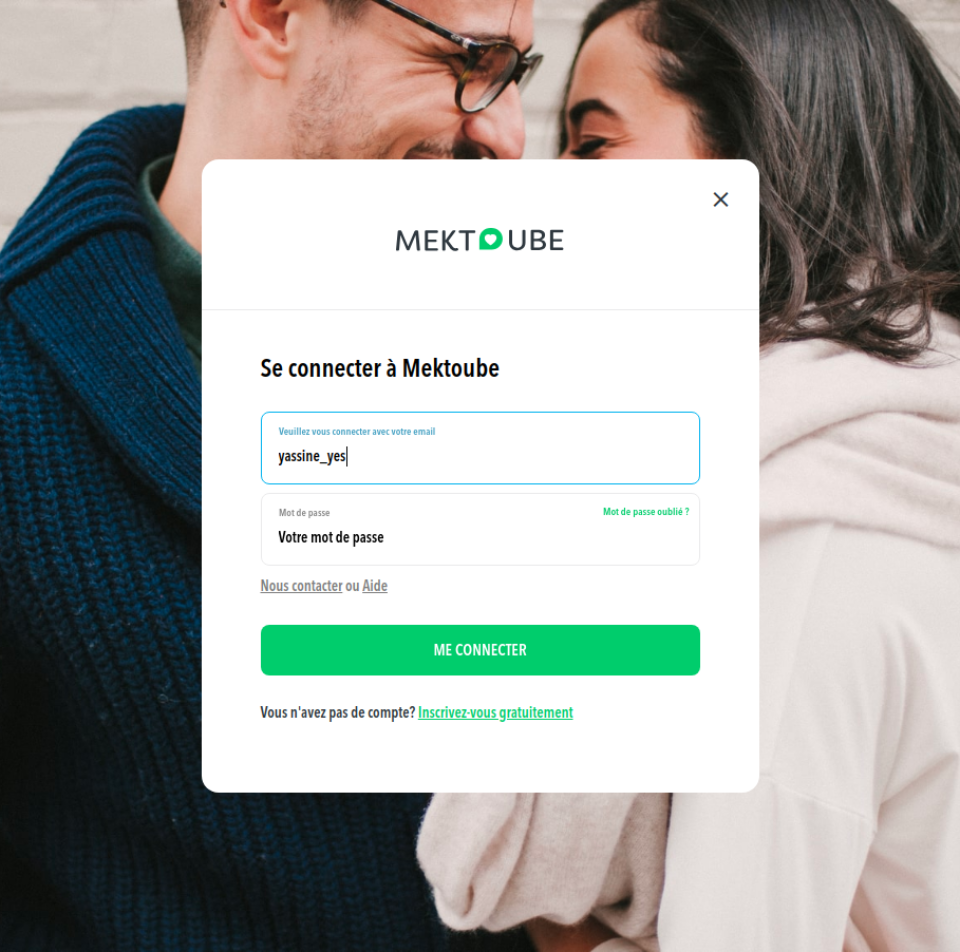 MEKTOUBE
Se connecter à Mektoube
Veuillez vous connecter avec votre email
yassine_yes
Mot de passe
Mot de passe oublié ?
Votre mot de passe
Nous contacter ou Aide
ME CONNECTER
Vous n'avez pas de compte? Inscrivez-vous gratuitement